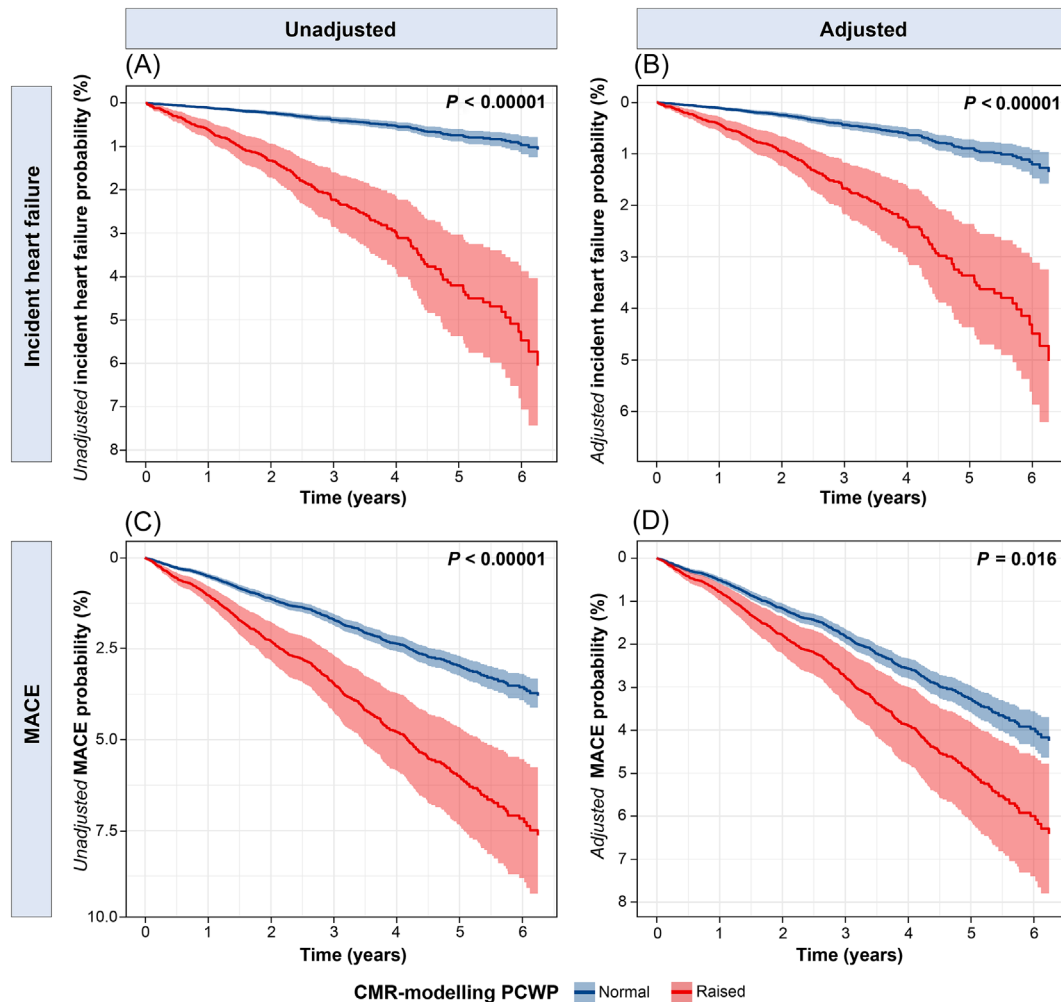 Unadjusted
Adjusted
Incident heart failure
(A)
P < 0.00001
Unadjusted incident heart failure probability (%)
0
1
2
3
4
5
6
7
8
0 1 2 3 4 5 6
Time (years)
(B)
P < 0.00001
Adjusted incident heart failure probability (%)
0
1
2
3
4
5
6
0 1 2 3 4 5 6
Time (years)
MACE
(C)
P < 0.00001
Unadjusted MACE probability (%)
0
2.5
5.0
7.5
10.0
0 1 2 3 4 5 6
Time (years)
(D)
P = 0.016
Adjusted MACE probability (%)
0
1
2
3
4
5
6
7
8
0 1 2 3 4 5 6
Time (years)
CMR-modelling PCWP Normal Raised